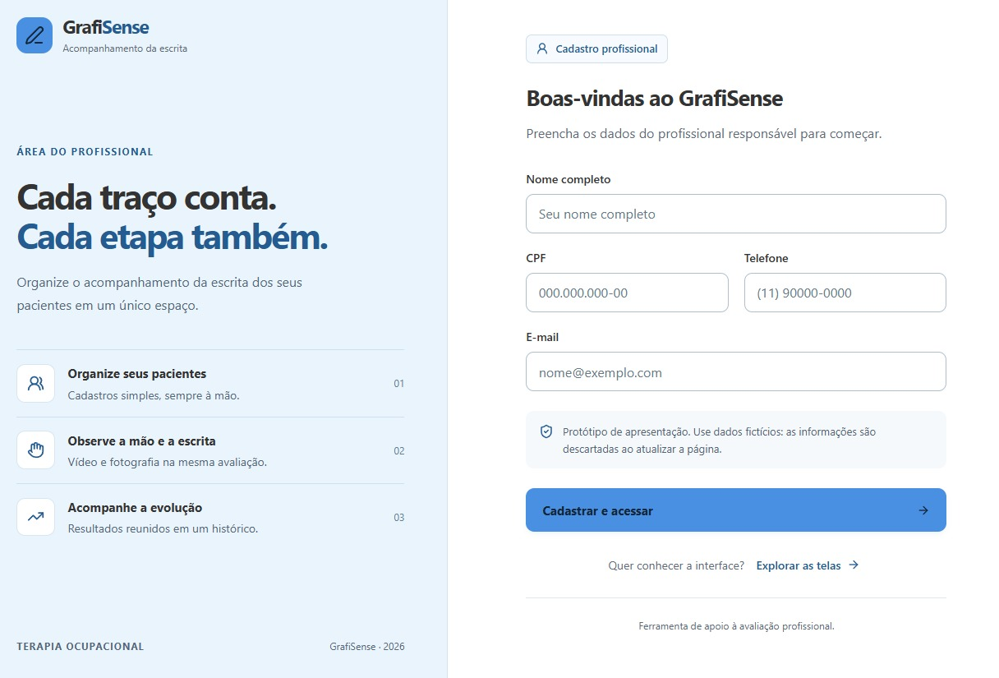 GrafiSense
Acompanhamento da escrita
ÁREA DO PROFISSIONAL
Cada traço conta.
Cada etapa também.
Organize o acompanhamento da escrita dos seus
pacientes em um único espaço.
Organize seus pacientes
Cadastros simples, sempre à mão.
01
Observe a mão e a escrita
Vídeo e fotografia na mesma avaliação.
02
Acompanhe a evolução
Resultados reunidos em um histórico.
03
TERAPIA OCUPACIONAL
GrafiSense · 2026
Cadastro profissional
Boas-vindas ao GrafiSense
Preencha os dados do profissional responsável para começar.
Nome completo
Seu nome completo
CPF
000.000.000-00
Telefone
(11) 90000-0000
E-mail
nome@exemplo.com
Protótipo de apresentação. Use dados fictícios: as informações são
descartadas ao atualizar a página.
Cadastrar e acessar
Quer conhecer a interface? Explorar as telas
Ferramenta de apoio à avaliação profissional.